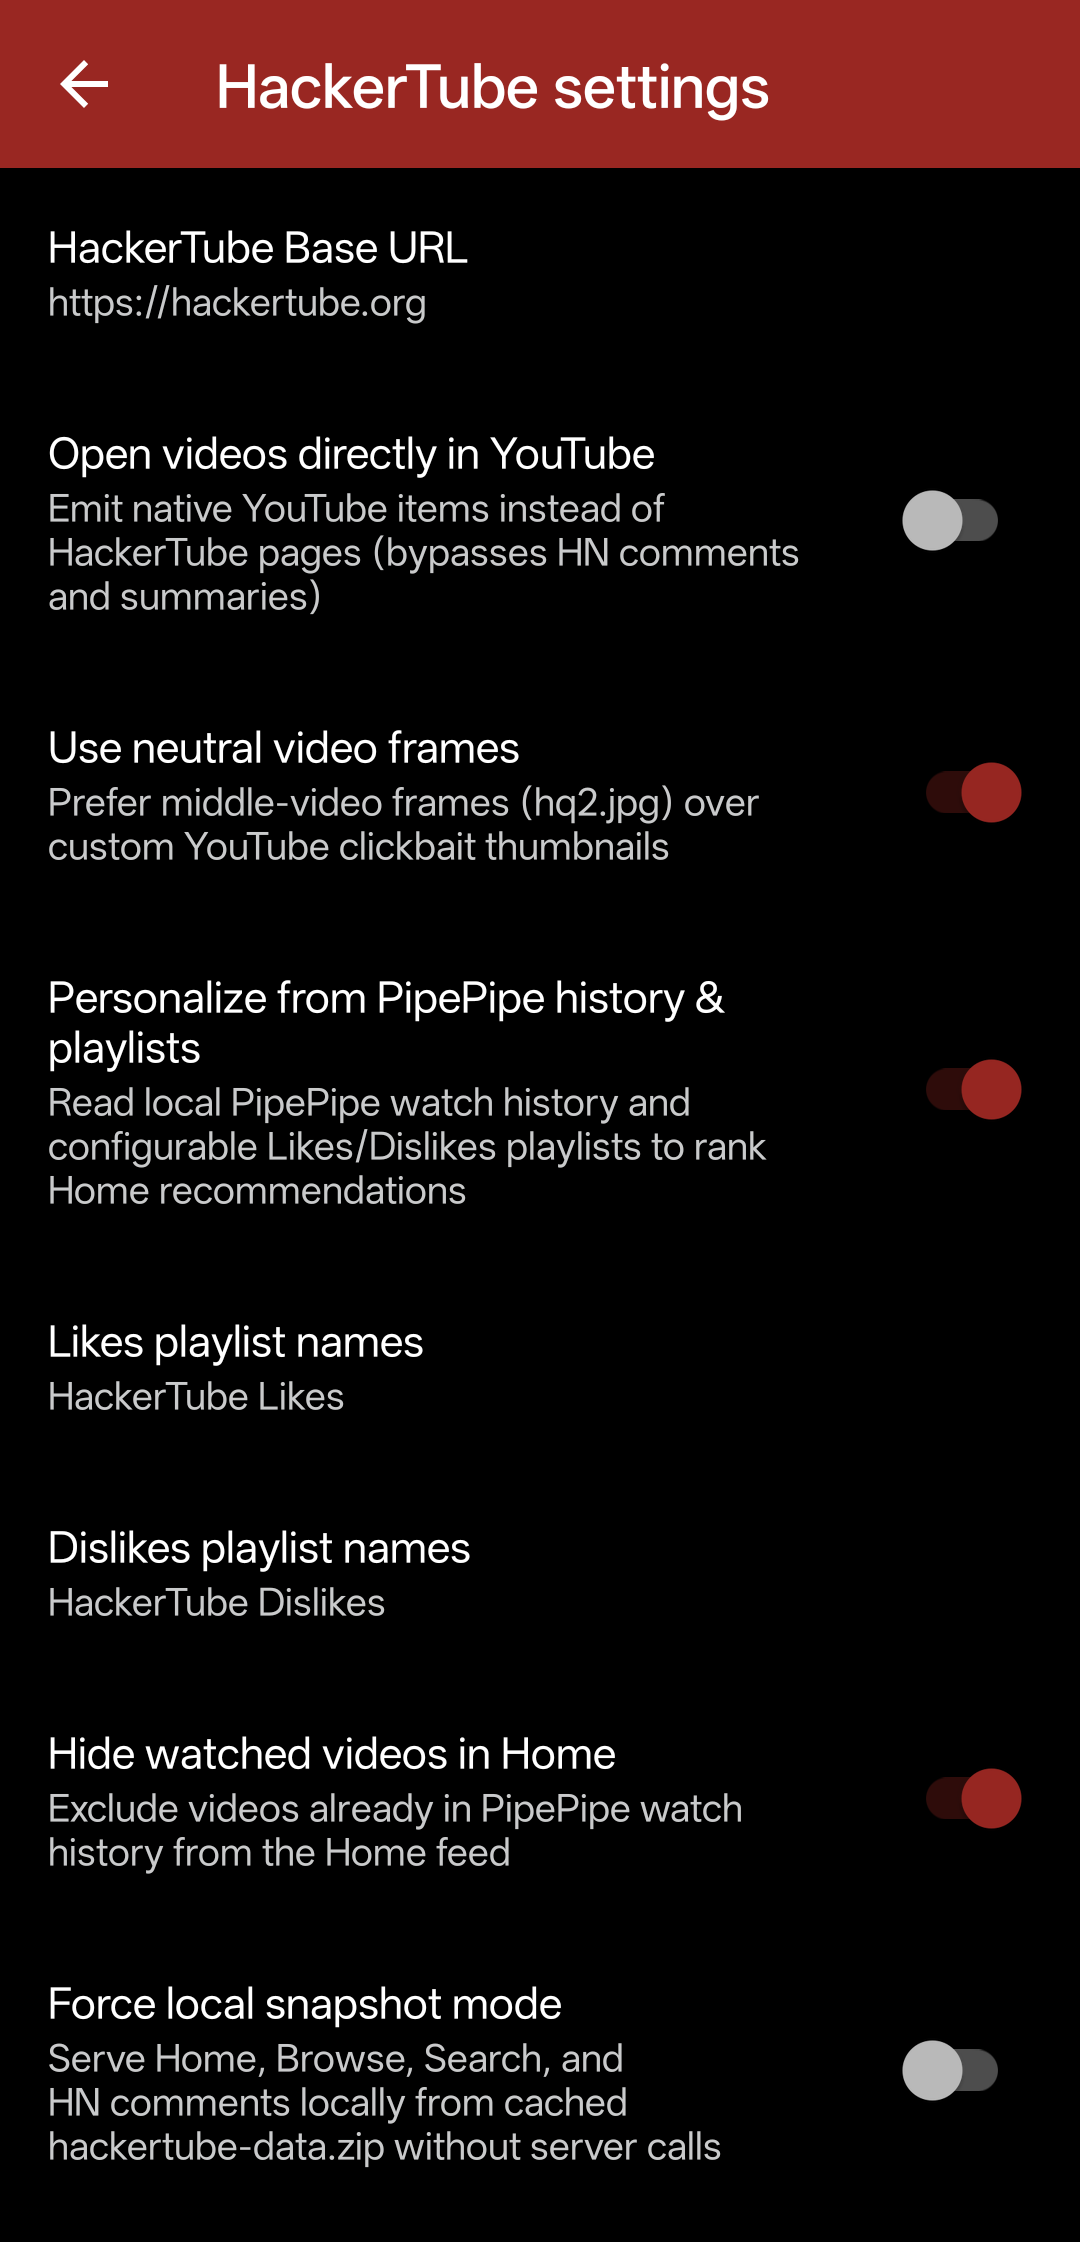 HackerTube settings
HackerTube Base URL
https://hackertube.org
Open videos directly in YouTube
Emit native YouTube items instead of
HackerTube pages (bypasses HN comments
and summaries)
Use neutral video frames
Prefer middle-video frames (hq2.jpg) over
custom YouTube clickbait thumbnails
Personalize from PipePipe history &
playlists
Read local PipePipe watch history and
configurable Likes/Dislikes playlists to rank
Home recommendations
Likes playlist names
HackerTube Likes
Dislikes playlist names
HackerTube Dislikes
Hide watched videos in Home
Exclude videos already in PipePipe watch
history from the Home feed
Force local snapshot mode
Serve Home, Browse, Search, and
HN comments locally from cached
hackertube-data.zip without server calls